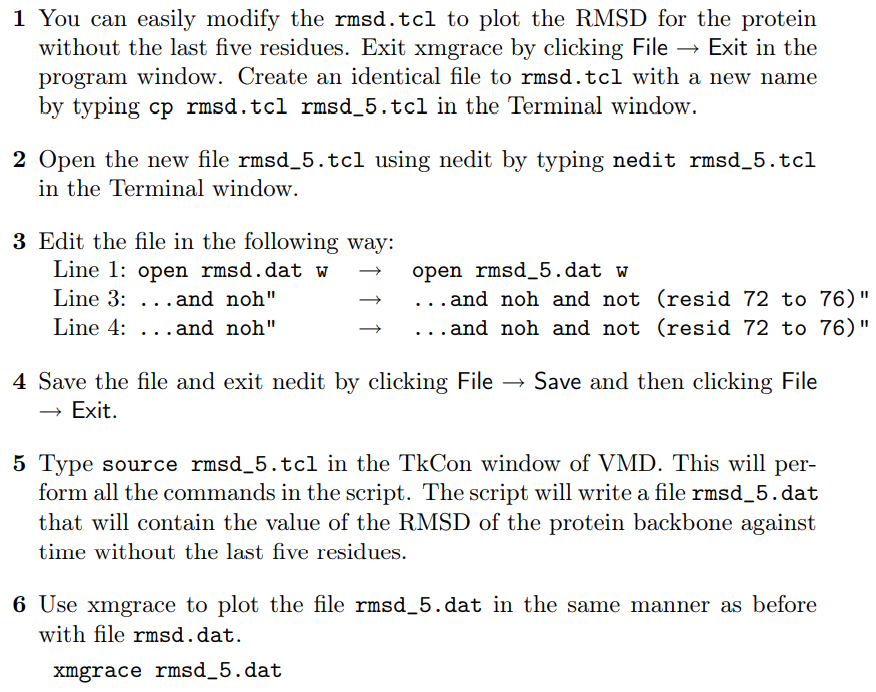 1 You can easily modify the rmsd.tcl to plot the RMSD for the protein
without the last five residues. Exit xmgrace by clicking File → Exit in the
program window. Create an identical file to rmsd.tcl with a new name
by typing cp rmsd.tcl rmsd_5.tcl in the Terminal window.
2 Open the new file rmsd_5.tcl using nedit by typing nedit rmsd_5.tcl
in the Terminal window.
3 Edit the file in the following way:
Line 1: open rmsd.dat w → open rmsd_5.dat w
Line 3: ...and noh" → ...and noh and not (resid 72 to 76)"
Line 4: ...and noh" → ...and noh and not (resid 72 to 76)"
4 Save the file and exit nedit by clicking File → Save and then clicking File
→ Exit.
5 Type source rmsd_5.tcl in the TkCon window of VMD. This will per-
form all the commands in the script. The script will write a file rmsd_5.dat
that will contain the value of the RMSD of the protein backbone against
time without the last five residues.
6 Use xmgrace to plot the file rmsd_5.dat in the same manner as before
with file rmsd.dat.
xmgrace rmsd_5.dat